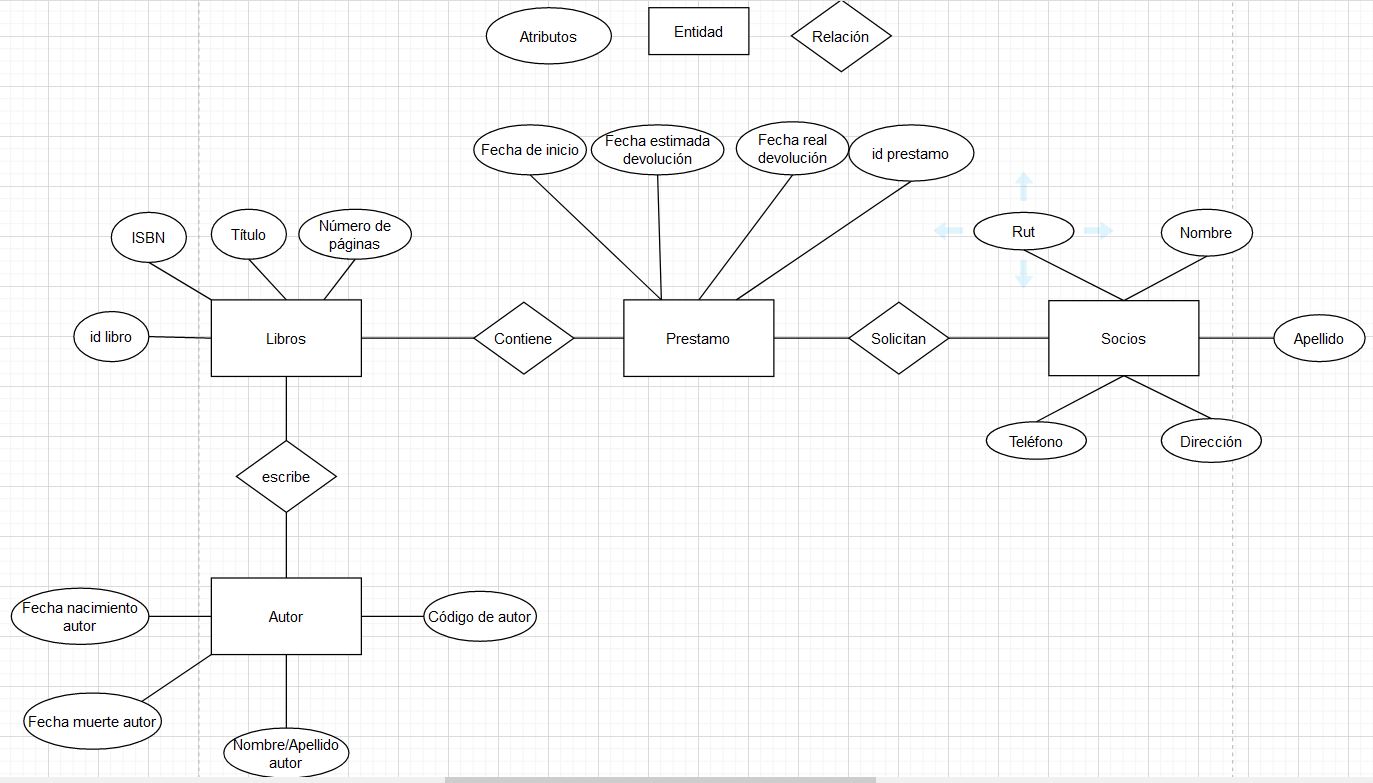 Atributos
Entidad
Relación
Fecha de inicio
Fecha estimada
devolución
Fecha real
devolución
id prestamo
ISBN
Título
Número de
páginas
Rut
Nombre
id libro
Libros
Contiene
Prestamo
Solicitan
Socios
Apellido
Teléfono
Dirección
escribe
Fecha nacimiento
autor
Autor
Código de autor
Fecha muerte autor
Nombre/Apellido
autor